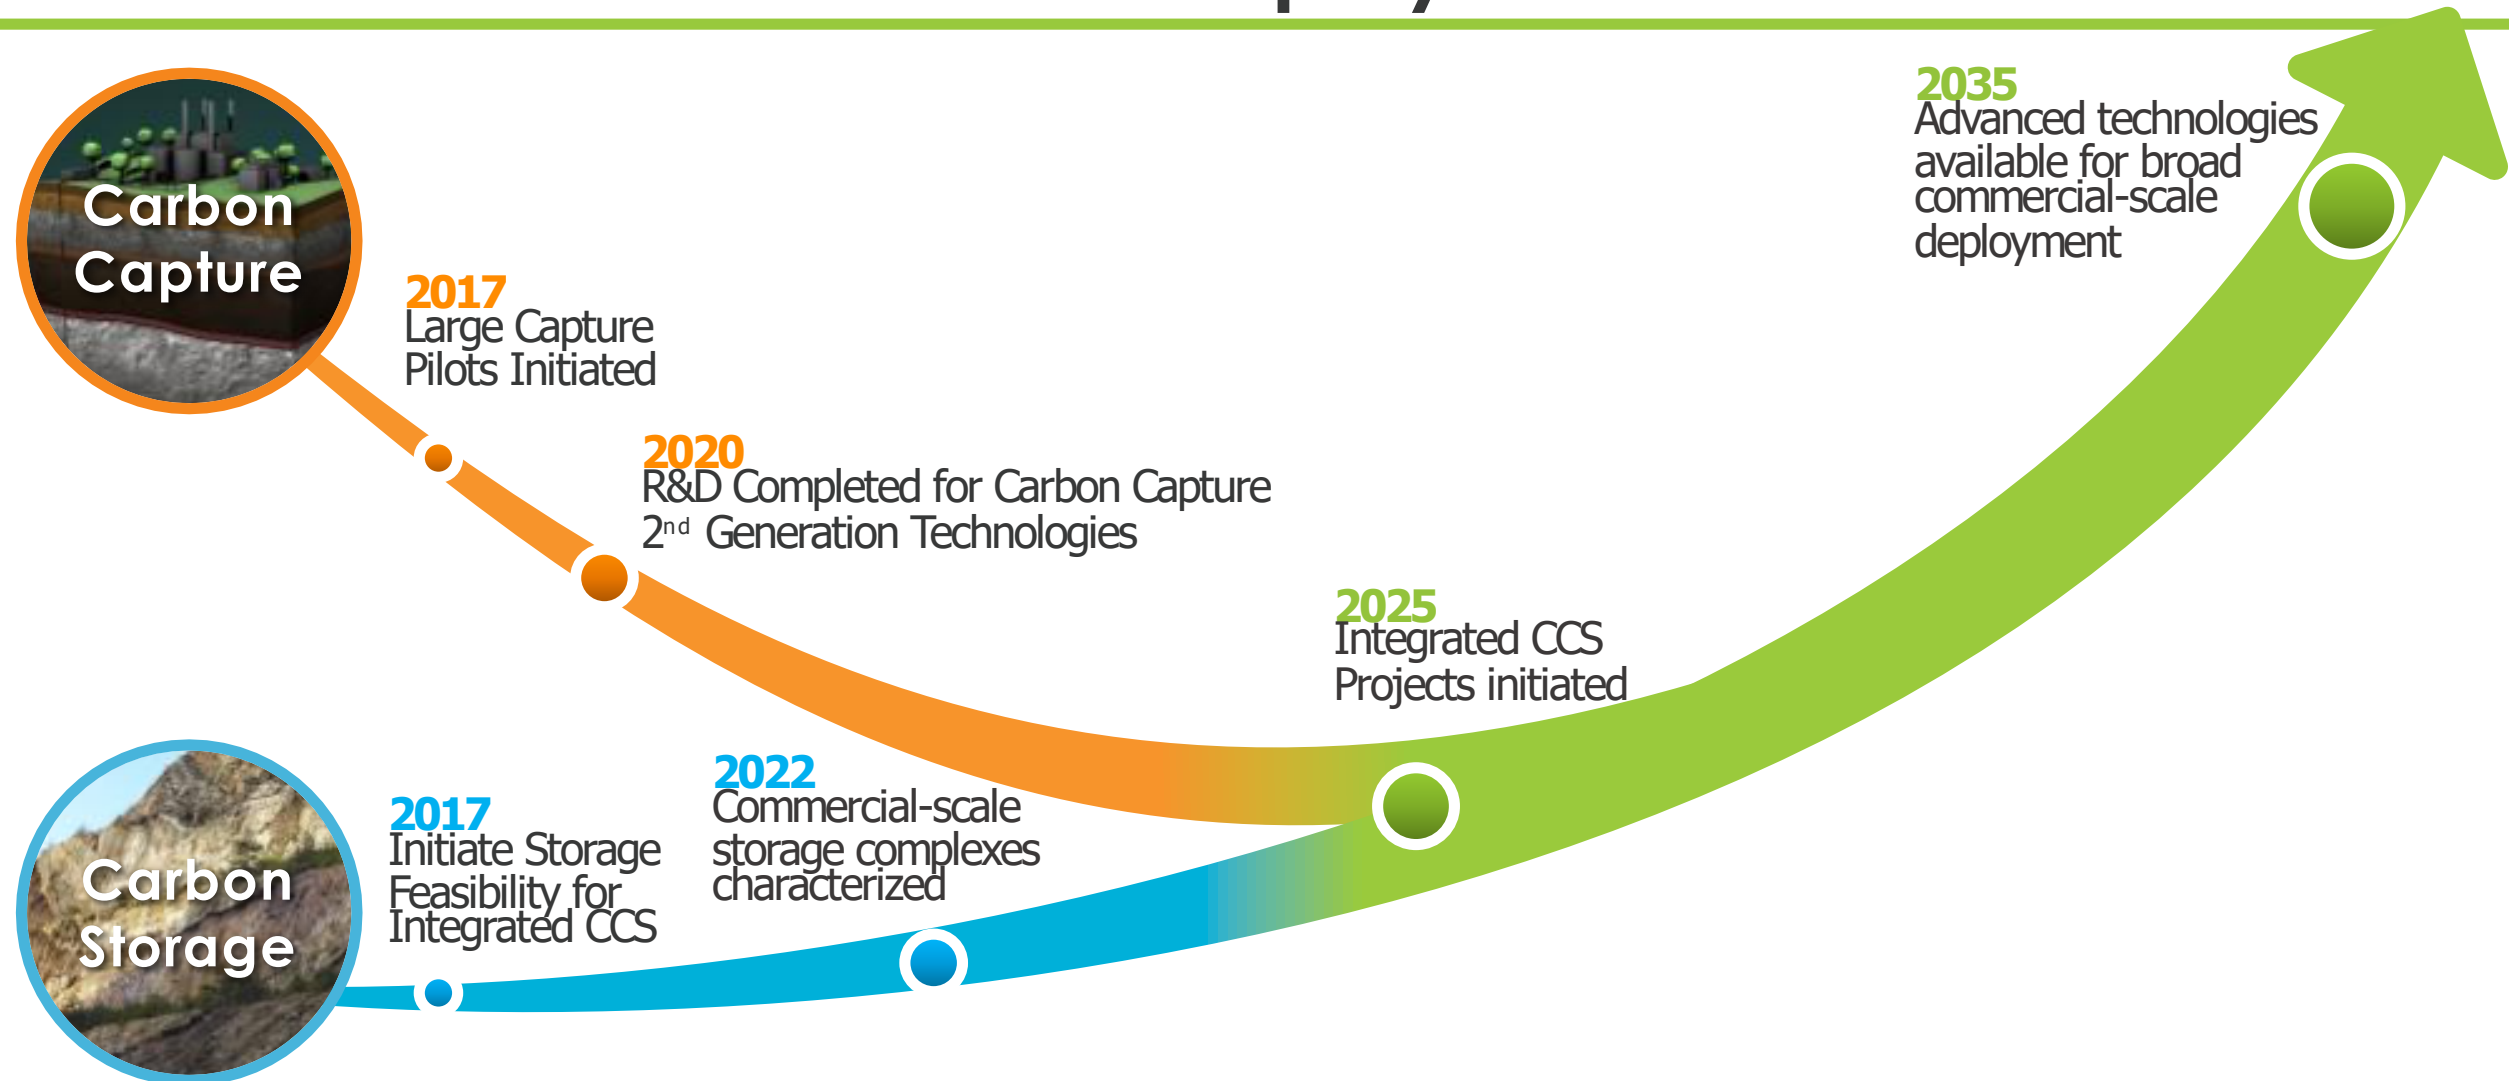 Carbon
Capture
2017
Large Capture
Pilots Initiated
2020
R&D Completed for Carbon Capture
2nd Generation Technologies
2035
Advanced technologies
available for broad
commercial-scale
deployment
2025
Integrated CCS
Projects initiated
Carbon
Storage
2017
Initiate Storage
Feasibility for
Integrated CCS
2022
Commercial-scale
storage complexes
characterized